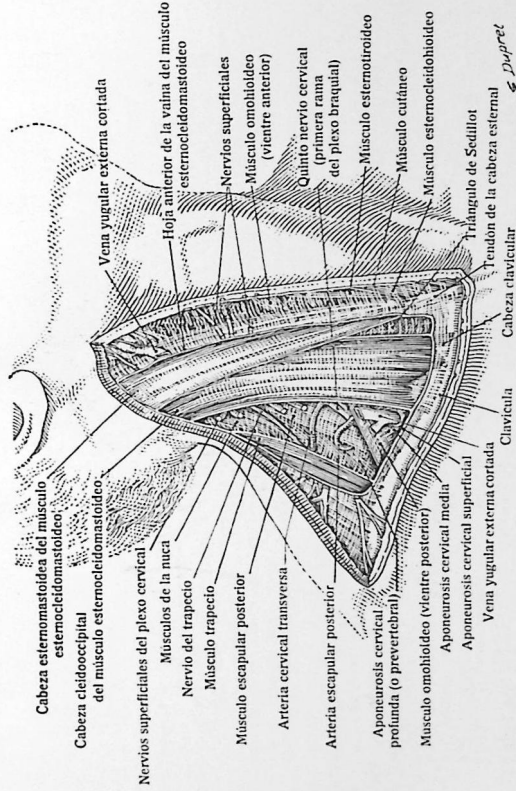 Cabeza esternomastoidea del músculo
esternocleidomastoideo
Cabeza cleidooccipital
del músculo esternocleidomastoideo
Nervios superficiales del plexo cervical
Músculos de la nuca
Nervio del trapecio
Músculo trapecio
Músculo escapular posterior
Arteria cervical transversa
Arteria escapular posterior
Aponeurosis cervical
profunda (o prevertebral)
Musculo omohioideo (vientre posterior)
Aponeurosis cervical media
Aponeurosis cervical superficial
Vena yugular externa cortada
Clavícula
Cabeza clavicular
Tendón de la cabeza esternal
Triángulo de Sedillot
Músculo esternocleidohioideo
Músculo cutáneo
Músculo esternotiroideo
Quinto nervio cervical
(primera rama
del plexo braquial)
Músculo omohioideo
(vientre anterior)
Nervios superficiales
Hoja anterior de la vaina del músculo
esternocleidomastoideo
Vena yugular externa cortada
Dupret